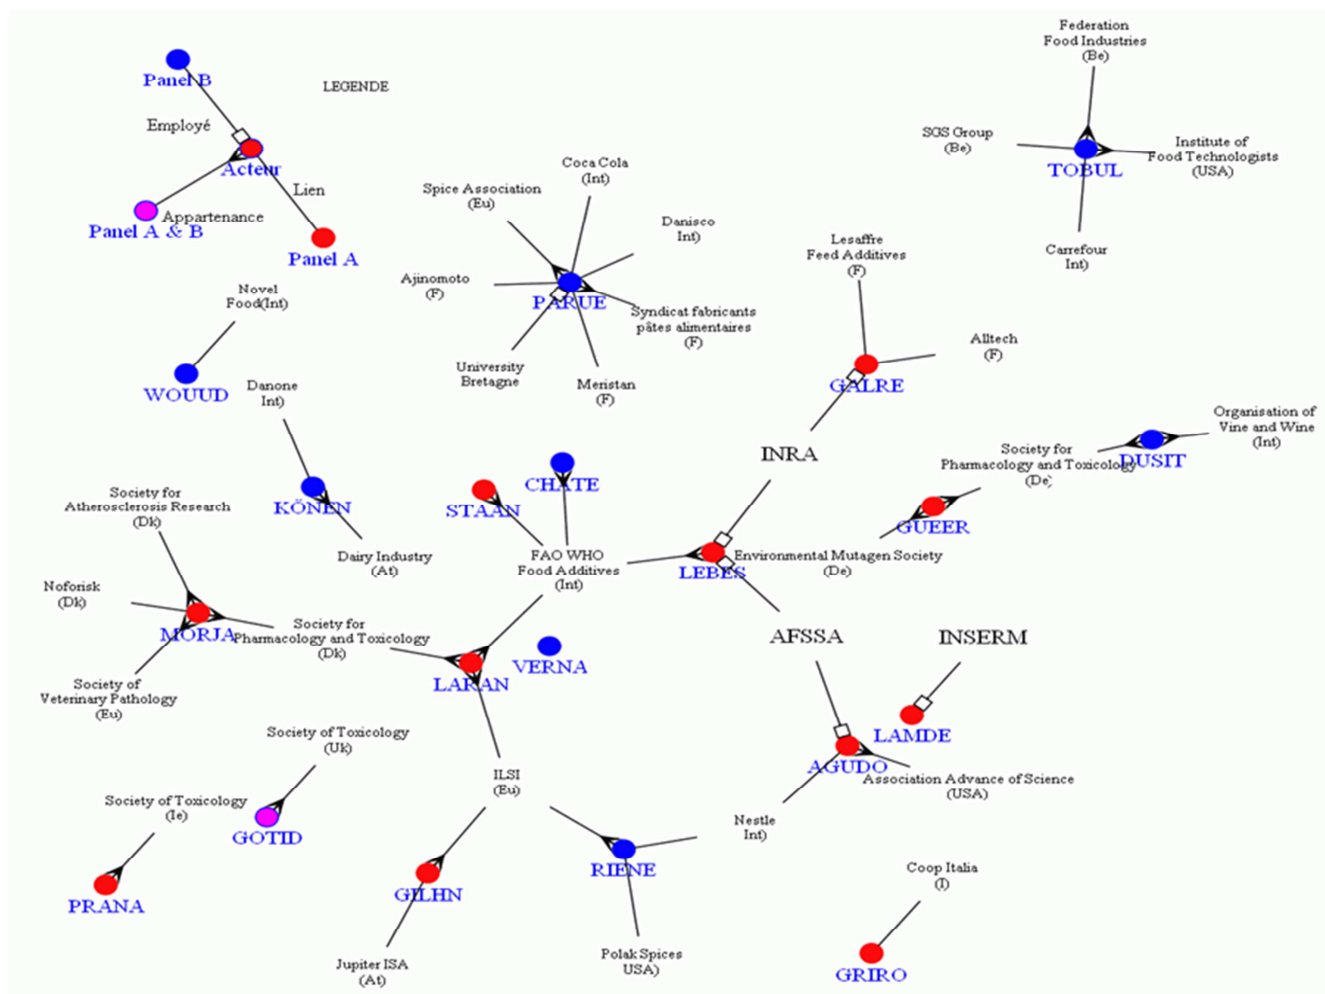 Panel B
LEGENDE
Employé
Acteur
Lien
Appartenance
Panel A & B
Panel A
Federation
Food Industries
(Be)
SGS Group
(Be)
TOBUL
Institute of
Food Technologists
(USA)
Carrefour
Int)
Coca Cola
(Int)
Spice Association
(Eu)
Danisco
Int)
Ajinomoto
(F)
PARUE
Syndicat fabricants
pâtes alimentaires
(F)
University
Bretagne
Meristan
(F)
Lesaffre
Feed Additives
(F)
Alltech
(F)
GALRE
INRA
Novel
Food(Int)
WOUUD
Danone
Int)
KÖNEN
Dairy Industry
(At)
Organisation of
Vine and Wine
(Int)
DUSIT
Society for
Pharmacology and Toxicology
(De)
GUEER
Environmental Mutagen Society
(De)
CHATE
STAAN
FAO WHO
Food Additives
(Int)
LEBES
Society for
Atherosclerosis Research
(Dk)
Noforisk
(Dk)
MORJA
Society for
Pharmacology and Toxicology
(Dk)
Society of
Veterinary Pathology
(Eu)
LARAN
VERNA
AFSSA
INSERM
LAMDE
AGUDO
Association Advance of Science
(USA)
Nestle
Int)
Society of Toxicology
(Uk)
GOTID
Society of Toxicology
(Ie)
PRANA
ILSI
(Eu)
GILHN
Jupiter ISA
(At)
RIENE
Polak Spices
USA)
Coop Italia
(I)
GRIRO